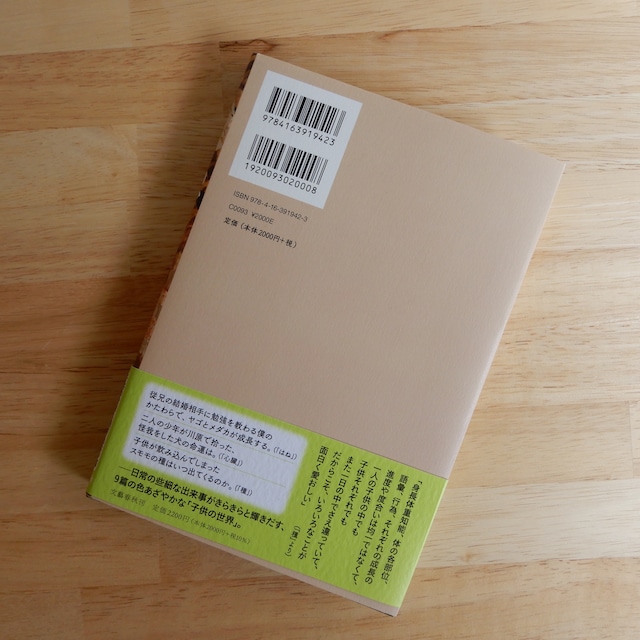 9784163919423
1920093020008
ISBN 978-4-16-391942-3
C0093 ¥2000E
定価（本体2000円+税）
従兄の結婚相手に勉強を教わる僕の
かたわらで、ヤゴとメダカが成長する。（「はね」）
二人の少年が川原で拾った、
怪我をした犬の命運は。（「心臓」）
子供が飲み込んでしまった
スモモの種はいつ出てくるのか。（「種」）
──日常の些細な出来事がきらきらと輝きだす、
9篇の色あざやかな「子供の世界」。
文藝春秋刊 定価2200円（本体2000円+税10%）
「身長体重、知能、体の各部位、
語彙、行為、それぞれの成長の
進度や度合いは均一ではなくて、
一人の子供の中でも
子供それぞれでも
また一日の中でさえ違っていて、
だからこそ、いろいろなことが
面白く愛おしい」
（「種」より）